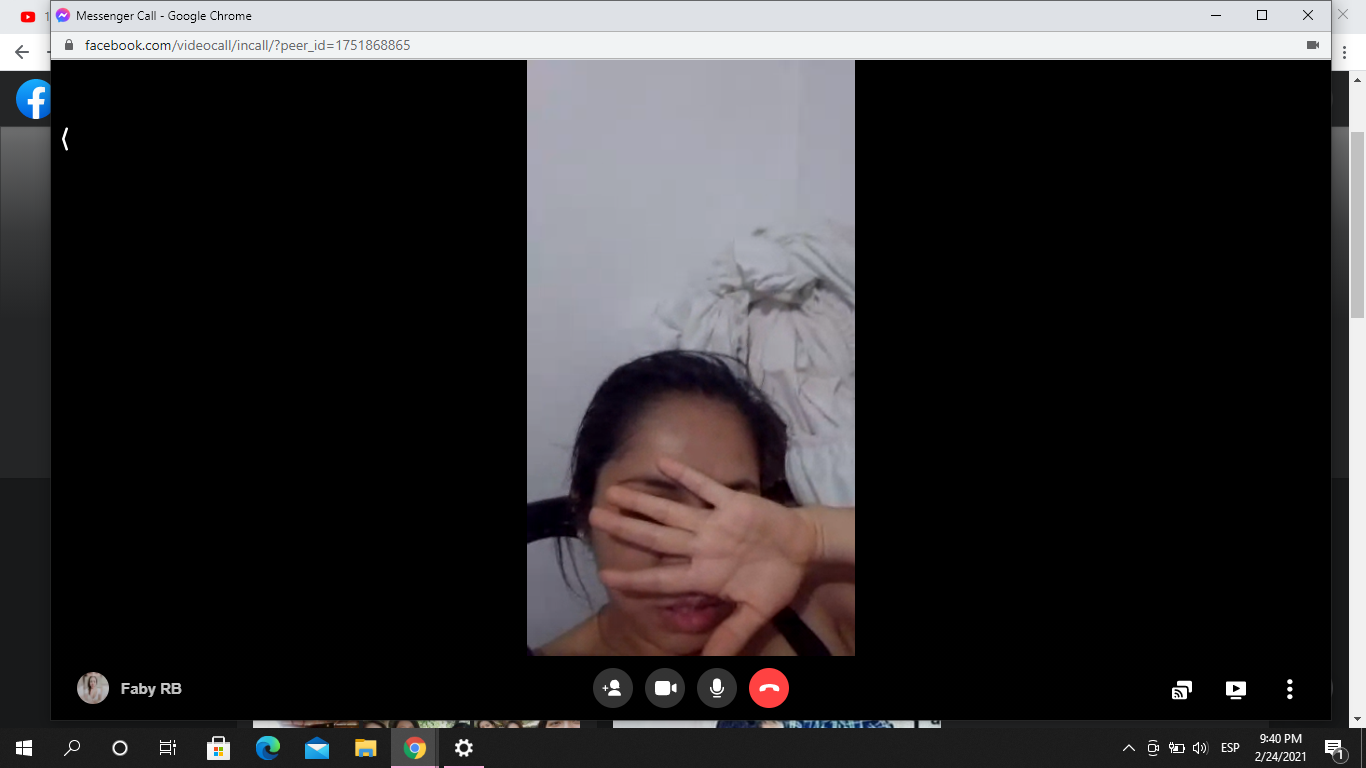 Messenger Call - Google Chrome
facebook.com/videocall/incall/?peer_id=1751868865
Faby RB
ESP
9:40 PM
2/24/2021
1